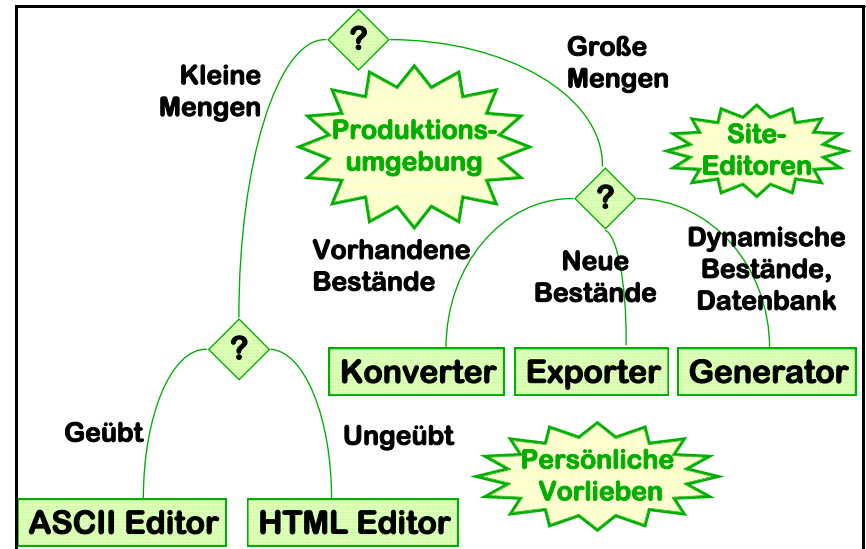 ?
Kleine
Mengen
Große
Mengen
Produktions-
umgebung
Site-
Editoren
?
Vorhandene
Bestände
Neue
Bestände
Dynamische
Bestände,
Datenbank
?
Konverter
Exporter
Generator
Geübt
Ungeübt
Persönliche
Vorlieben
ASCII Editor
HTML Editor